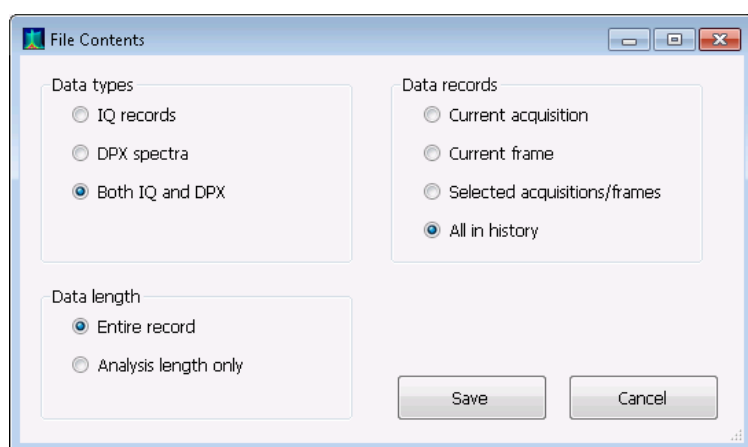 File Contents
Data types
IQ records
DPX spectra
Both IQ and DPX
Data records
Current acquisition
Current frame
Selected acquisitions/frames
All in history
Data length
Entire record
Analysis length only
Save
Cancel